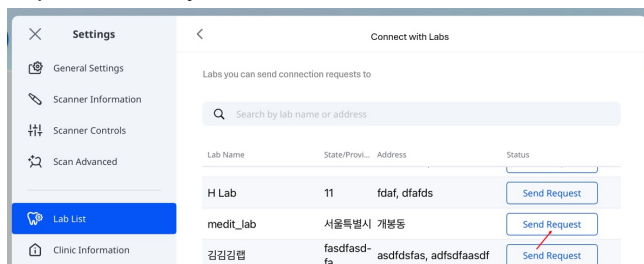 Settings
Connect with Labs
General Settings
Labs you can send connection requests to
Scanner Information
Search by lab name or address
Scanner Controls
Lab Name State/Provi... Address Status
Scan Advanced
H Lab 11 fdaf, dfafds Send Request
Lab List
medit_lab 서울특별시 개봉동 Send Request
Clinic Information
김김김랩 fasdfasd-fa asdfdsfas, adfsdfaasdf Send Request